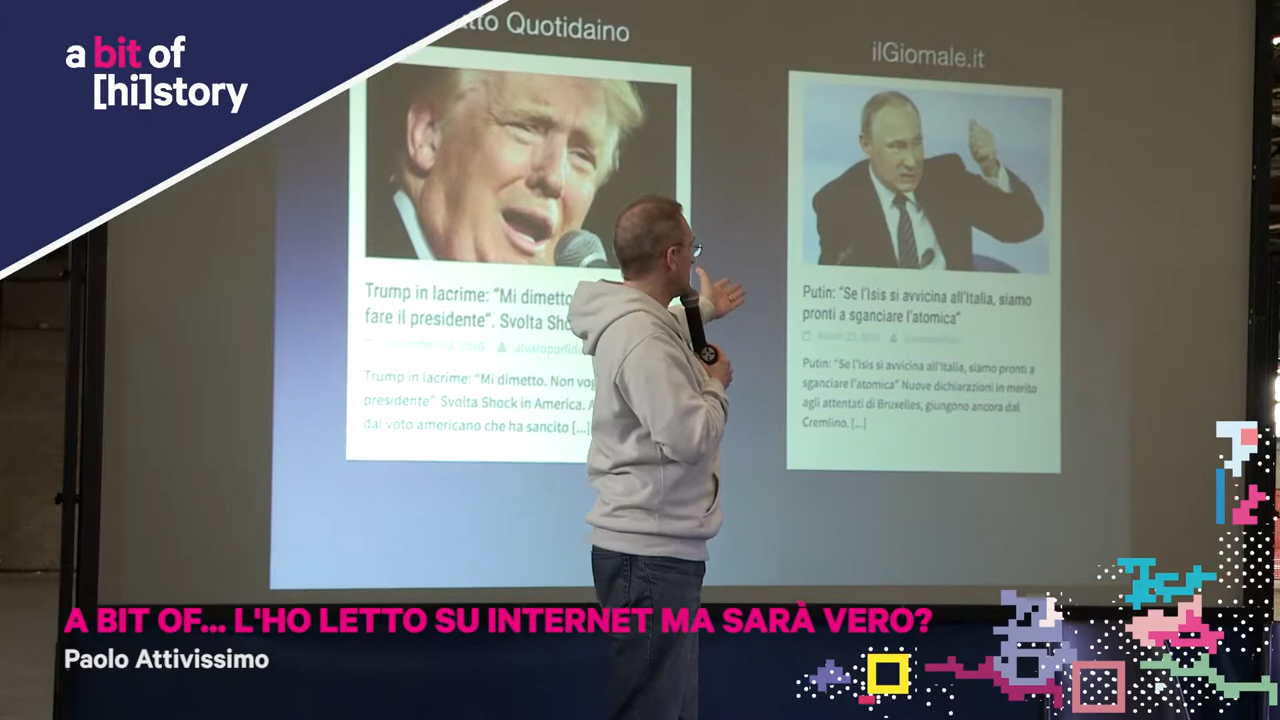 a bit of
[hi]story
Quotidaino
ilGiornale.it
Trump in lacrime: “Mi dimetto
fare il presidente”. Svolta
novembre 24, 2016
Trump in lacrime: “Mi dimetto. Non
presidente” Svolta Shock in America.
dal voto americano che ha sancito [...]
Putin: “Se l'Isis si avvicina all'Italia, siamo
pronti a sganciare l'atomica”
Putin: “Se l'Isis si avvicina all'Italia, siamo pronti a
sganciare l'atomica” Nuove dichiarazioni in merito
agli attentati di Bruxelles, giungono ancora dal
Cremlino. [...]
A BIT OF... L'HO LETTO SU INTERNET MA SARÀ VERO?
Paolo Attivissimo